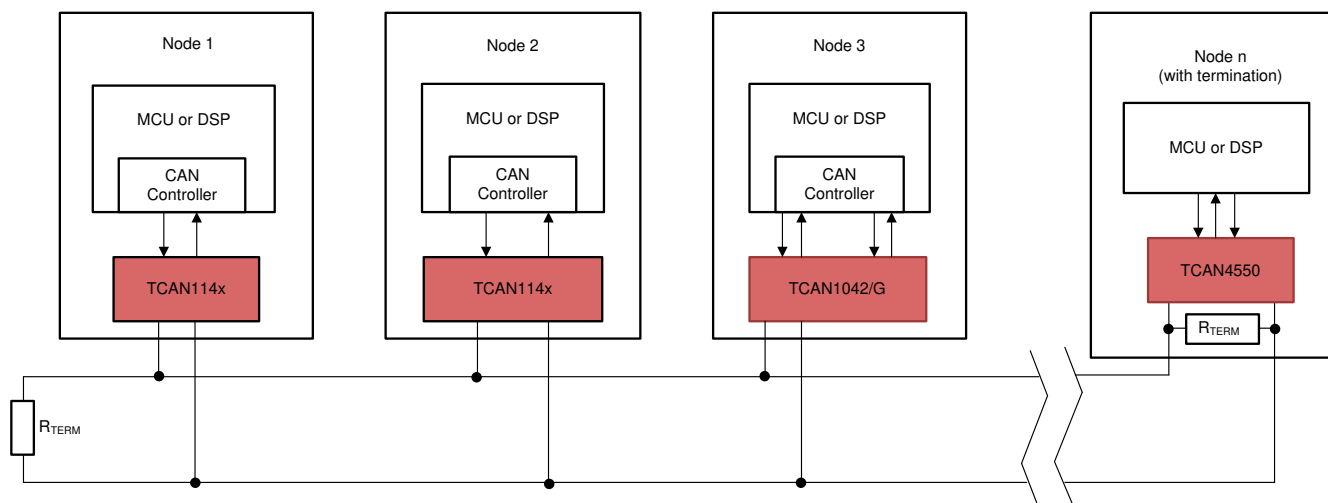 Node 1
MCU or DSP
CAN
Controller
TCAN114x
Node 2
MCU or DSP
CAN
Controller
TCAN114x
Node 3
MCU or DSP
CAN
Controller
TCAN1042/G
Node n
(with termination)
MCU or DSP
TCAN4550
RTERM
RTERM